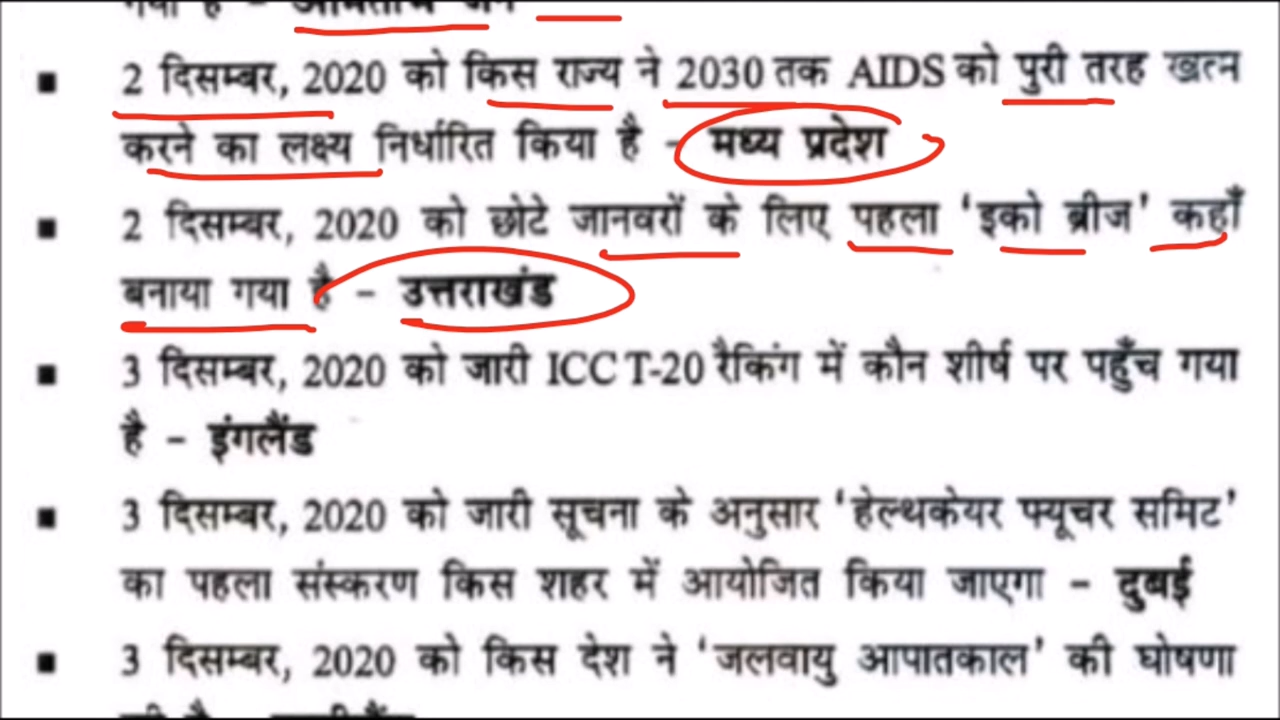 2 दिसम्बर, 2020 को किस राज्य ने 2030 तक AIDS को पुरी तरह खत्न
करने का लक्ष्य निर्धारित किया है - मध्य प्रदेश
2 दिसम्बर, 2020 को छोटे जानवरों के लिए पहला 'इको ब्रीज' कहाँ
बनाया गया है - उत्तराखंड
3 दिसम्बर, 2020 को जारी ICC T-20 रैकिंग में कौन शीर्ष पर पहुँच गया
है - इंगलैंड
3 दिसम्बर, 2020 को जारी सूचना के अनुसार 'हेल्थकेयर फ्यूचर समिट'
का पहला संस्करण किस शहर में आयोजित किया जाएगा - दुबई
3 दिसम्बर, 2020 को किस देश ने 'जलवायु आपातकाल' की घोषणा